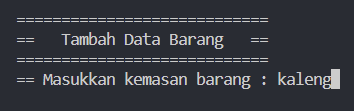 ============================
==   Tambah Data Barang   ==
============================
== Masukkan kemasan barang : kaleng